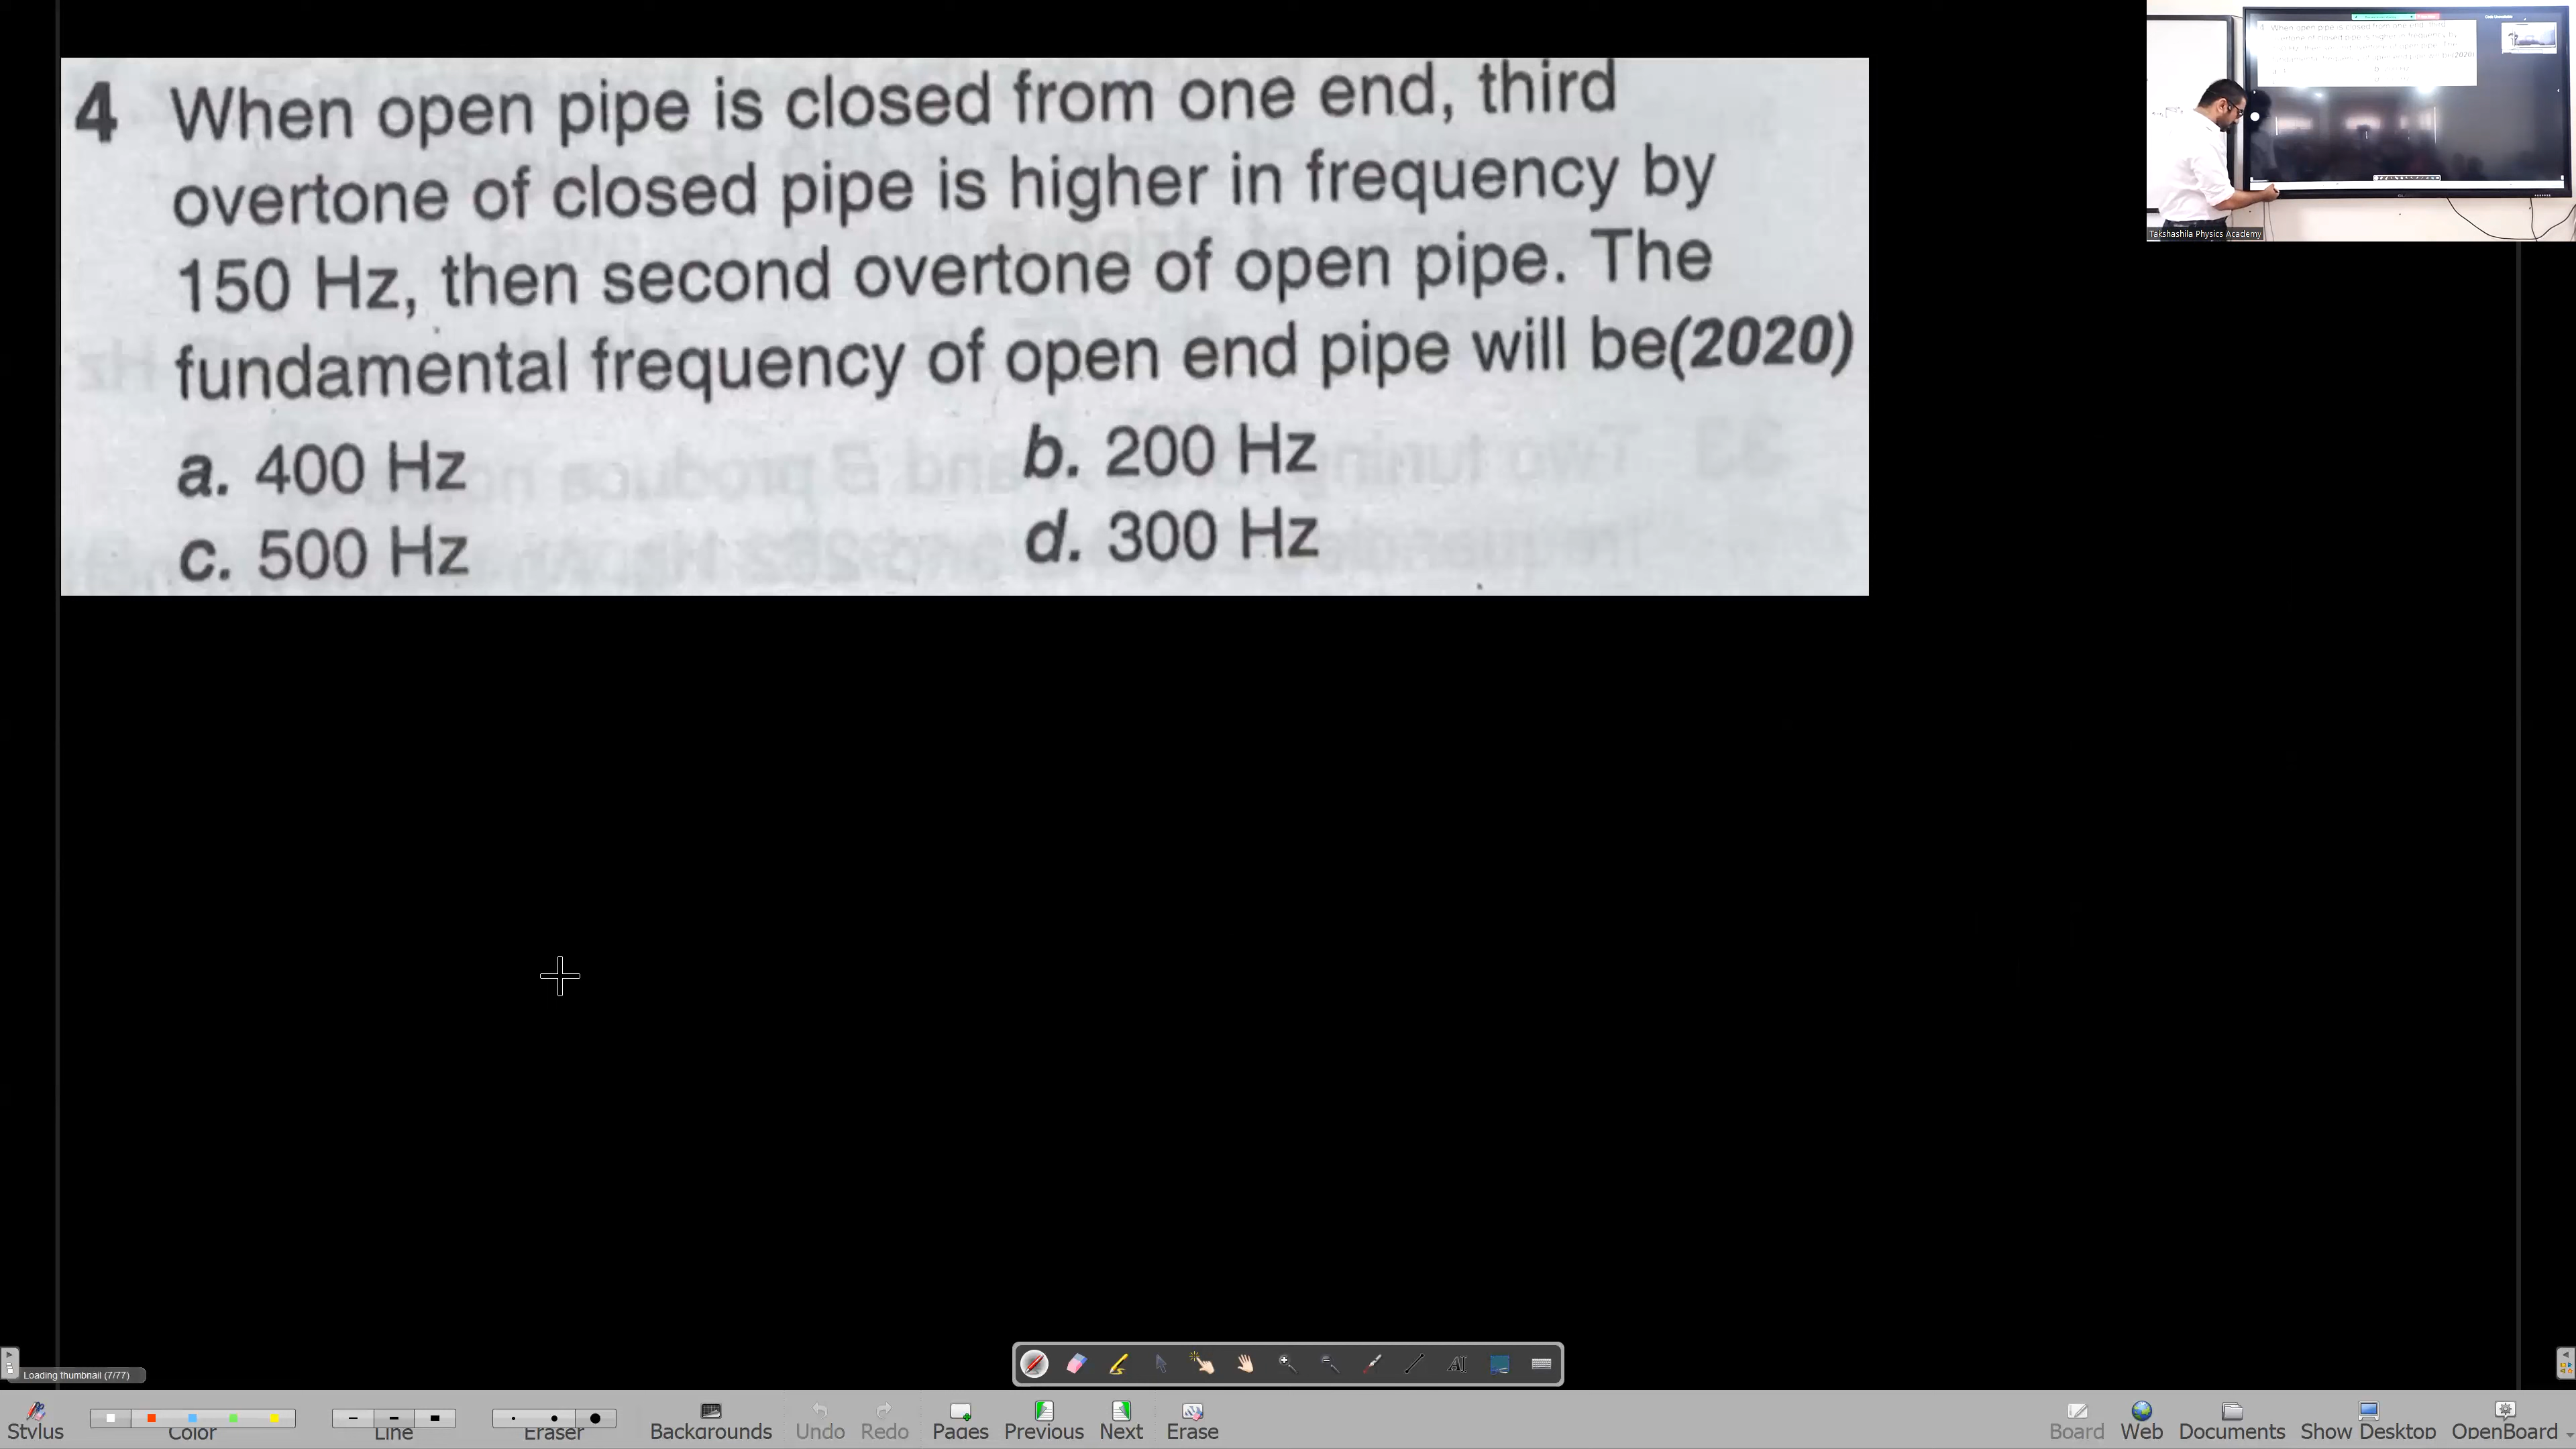 4 When open pipe is closed from one end, third
overtone of closed pipe is higher in frequency by
150 Hz, then second overtone of open pipe. The
fundamental frequency of open end pipe will be(2020)
a. 400 Hz b. 200 Hz
c. 500 Hz d. 300 Hz
Takshashila Physics Academy
Loading thumbnail (7/77)
Stylus Color Line Eraser Backgrounds Undo Redo Pages Previous Next Erase Board Web Documents Show Desktop OpenBoard